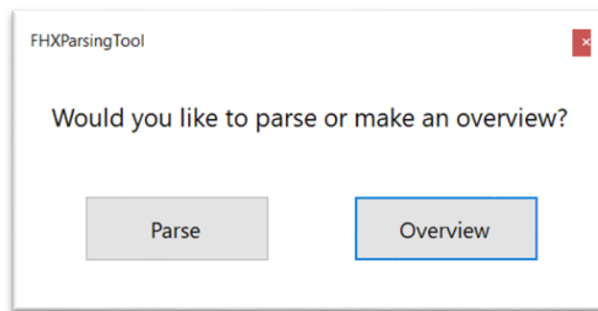 FHXParsingTool
Would you like to parse or make an overview?
Parse
Overview